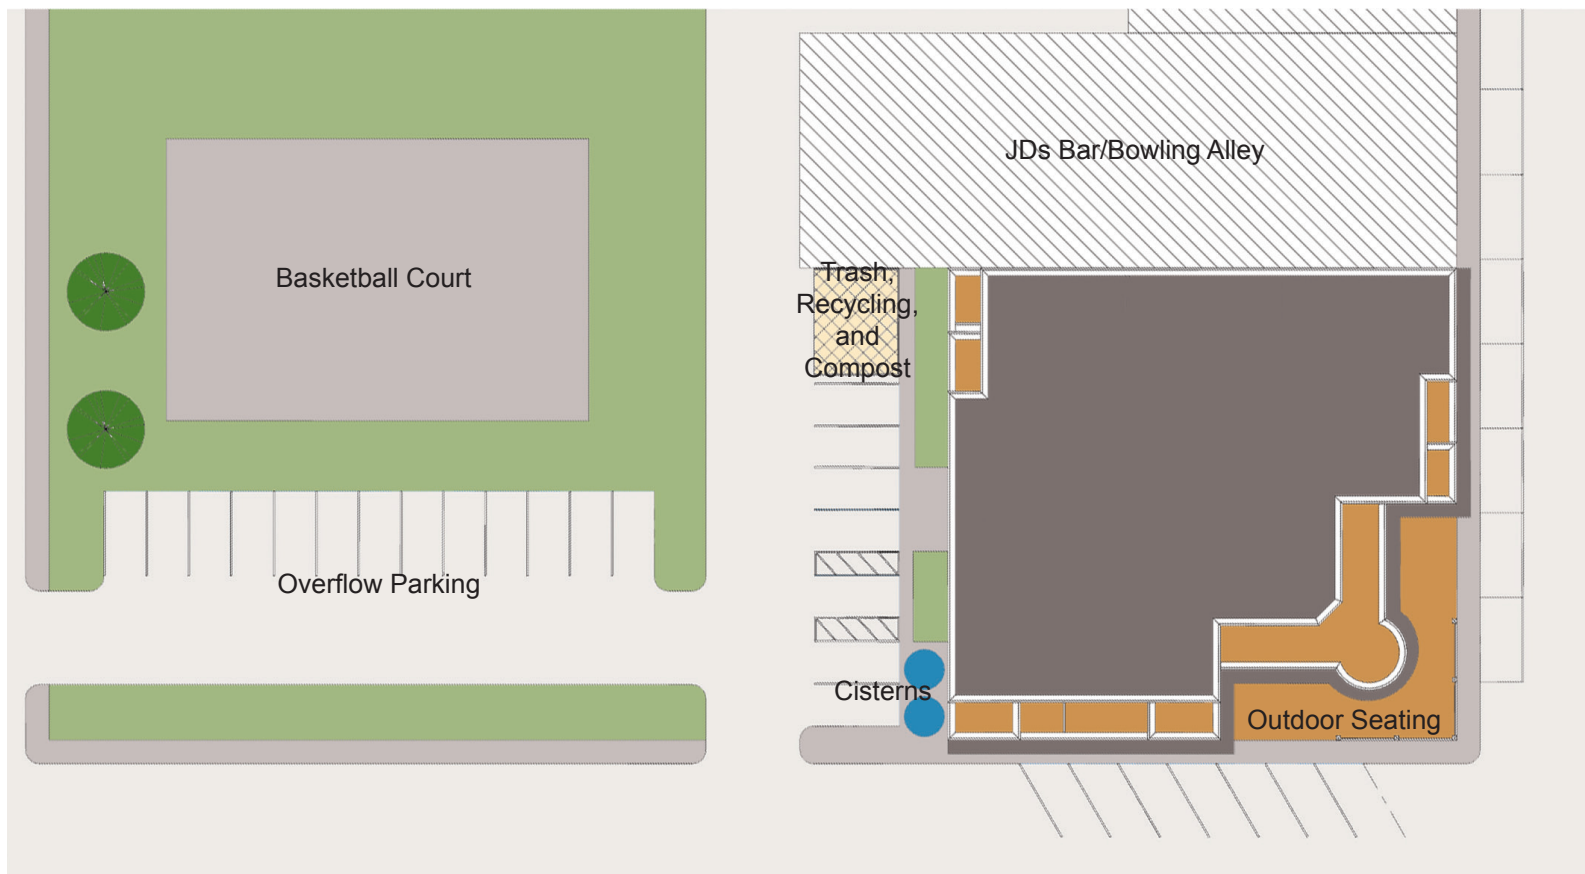 JDs Bar/Bowling Alley
Basketball Court
Trash,
Recycling,
and
Compost
Overflow Parking
Cisterns
Outdoor Seating